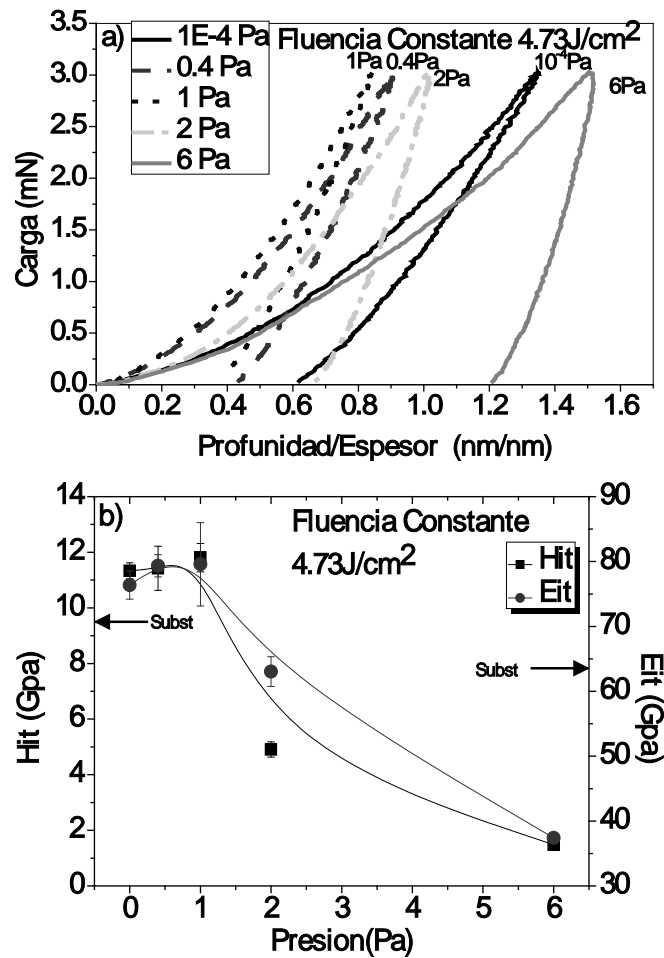 a)
1E-4 Pa
0.4 Pa
1 Pa
2 Pa
6 Pa
Fluencia Constante 4.73J/cm²
1Pa 0.4Pa 2Pa 10⁻⁴Pa 6Pa
Carga (mN)
3.0
2.5
2.0
1.5
1.0
0.5
0.0
0.0 0.2 0.4 0.6 0.8 1.0 1.2 1.4 1.6
Profunidad/Espesor (nm/nm)
b)
Fluencia Constante
4.73J/cm²
Hit
Eit
Subst
Subst
Hit (Gpa)
14
12
10
8
6
4
2
0
Eit (Gpa)
90
80
70
60
50
40
30
0 1 2 3 4 5 6
Presion(Pa)